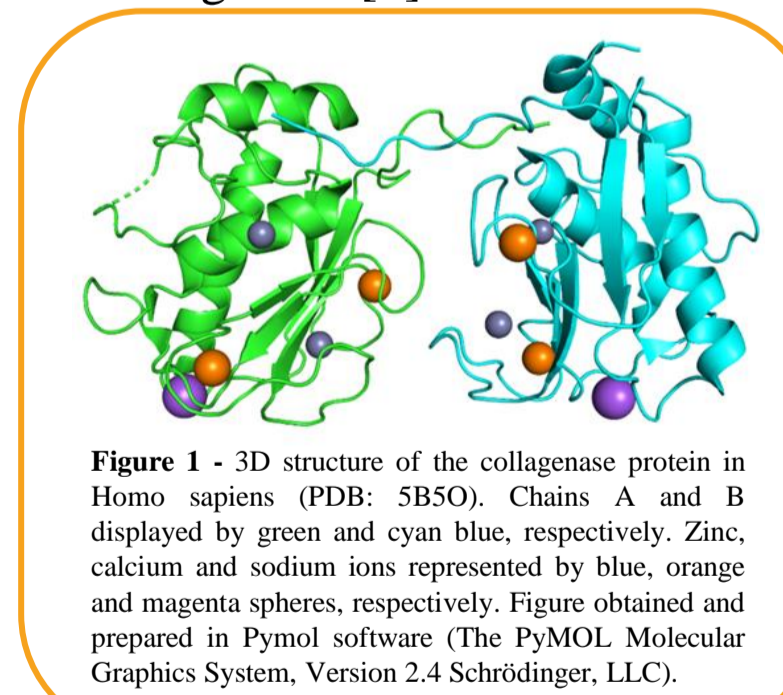 Figure 1 - 3D structure of the collagenase protein in
Homo sapiens (PDB: 5B5O). Chains A and B
displayed by green and cyan blue, respectively. Zinc,
calcium and sodium ions represented by blue, orange
and magenta spheres, respectively. Figure obtained and
prepared in Pymol software (The PyMOL Molecular
Graphics System, Version 2.4 Schrödinger, LLC).